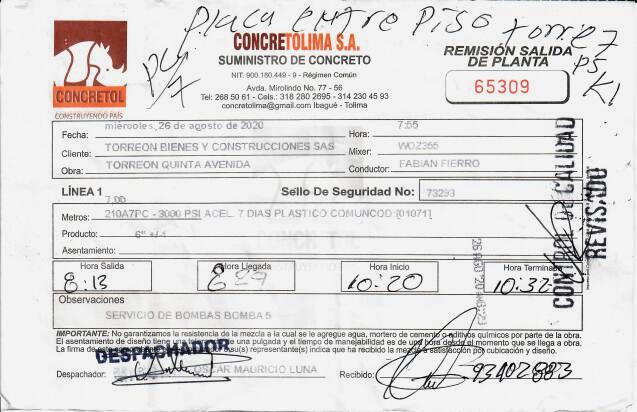 Placa entre Piso torre 7
PS K1
PC4
7
CONCRETOL
CONSTRUYENDO PAÍS
CONCRETOLIMA S.A.
SUMINISTRO DE CONCRETO
NIT. 900.180.449 - 9 - Régimen Común
Avda. Mirolindo No. 77 - 56
Tel: 268 50 61 - Cels.: 318 280 2695 - 314 230 45 93
concretolima@gmail.com Ibagué - Tolima
REMISIÓN SALIDA
DE PLANTA
65309
Fecha: miércoles, 26 de agosto de 2020 Hora: 7:55
Cliente: TORREON BIENES Y CONSTRUCCIONES SAS Mixer: WOZ355
Obra: TORREON QUINTA AVENIDA Conductor: FABIAN FIERRO
LÍNEA 1 Sello De Seguridad No: 73293
7,00
Metros: 210A7PC - 3000 PSI ACEL. 7 DIAS PLASTICO COMUNCOD:[01071]
Producto: 6" +/-1
Asentamiento:
Hora Salida Hora Llegada Hora Inicio Hora Terminada
8:13 8 27 10:20 10:32
Observaciones
SERVICIO DE BOMBAS BOMBA 5
IMPORTANTE: No garantizamos la resistencia de la mezcla a la cual se le agregue agua, mortero de cemento o aditivos químicos por parte de la obra.
El asentamiento de diseño tiene una tolerancia de una pulgada y el tiempo de manejabilidad es de una hora desde el momento que se llega a obra.
La firma de este su(s) representante(s) indica que ha recibido la mezcla a satisfacción por cubicación y diseño.
DESPACHADOR
Despachador: OSCAR MAURICIO LUNA Recibido: 93402883
CONTROL DE CALIDAD
REVISADO